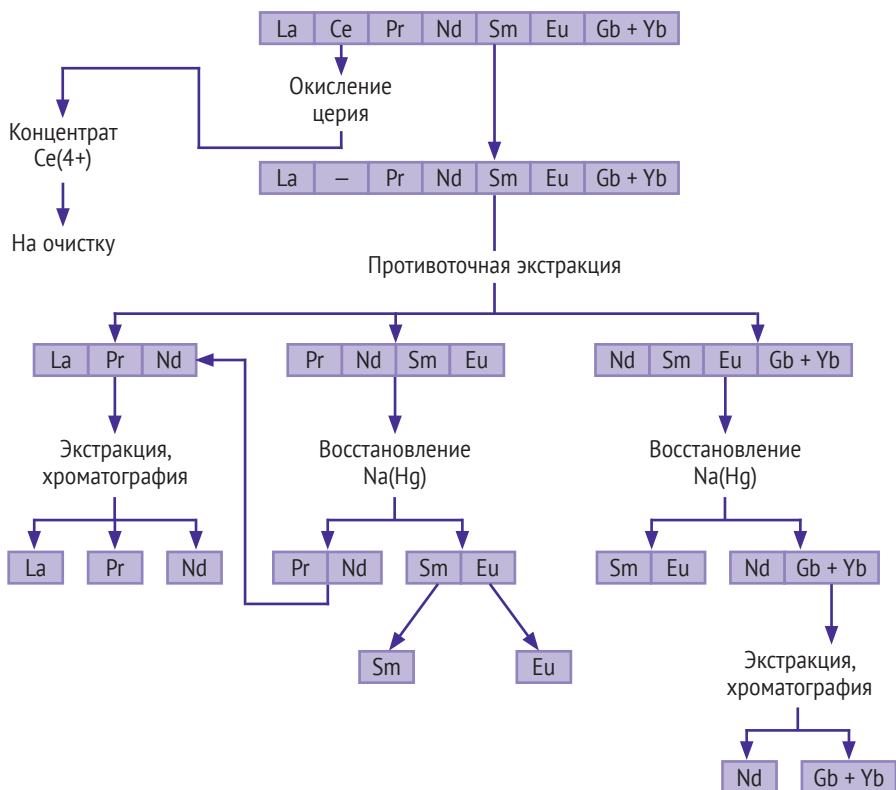 La Ce Pr Nd Sm Eu Gb + Yb
Окисление
церия
Концентрат
Ce(4+)
La – Pr Nd Sm Eu Gb + Yb
На очистку
Противоточная экстракция
La Pr Nd
Pr Nd Sm Eu
Nd Sm Eu Gb + Yb
Экстракция,
хроматография
Восстановление
Na(Hg)
Восстановление
Na(Hg)
La Pr Nd
Pr Nd
Sm Eu
Sm Eu
Nd Gb + Yb
Sm
Eu
Экстракция,
хроматография
Nd
Gb + Yb